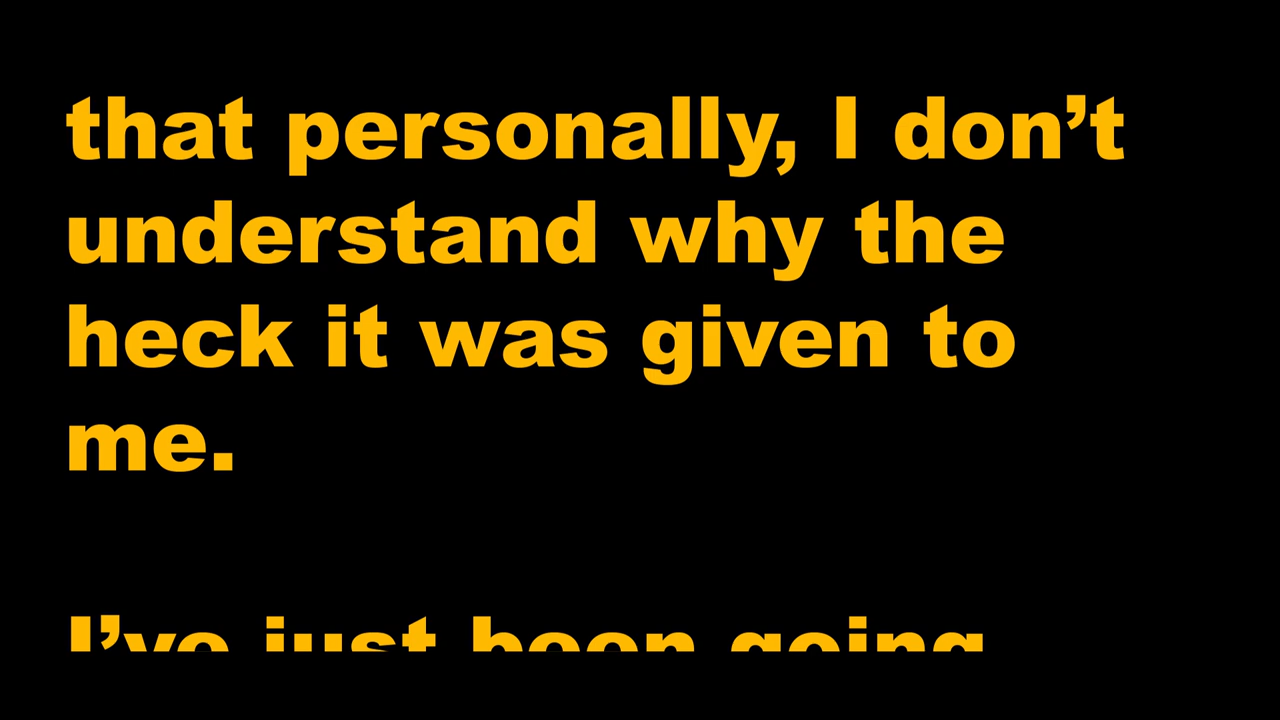 that personally, I don’t
understand why the
heck it was given to
me.
I’ve just been going